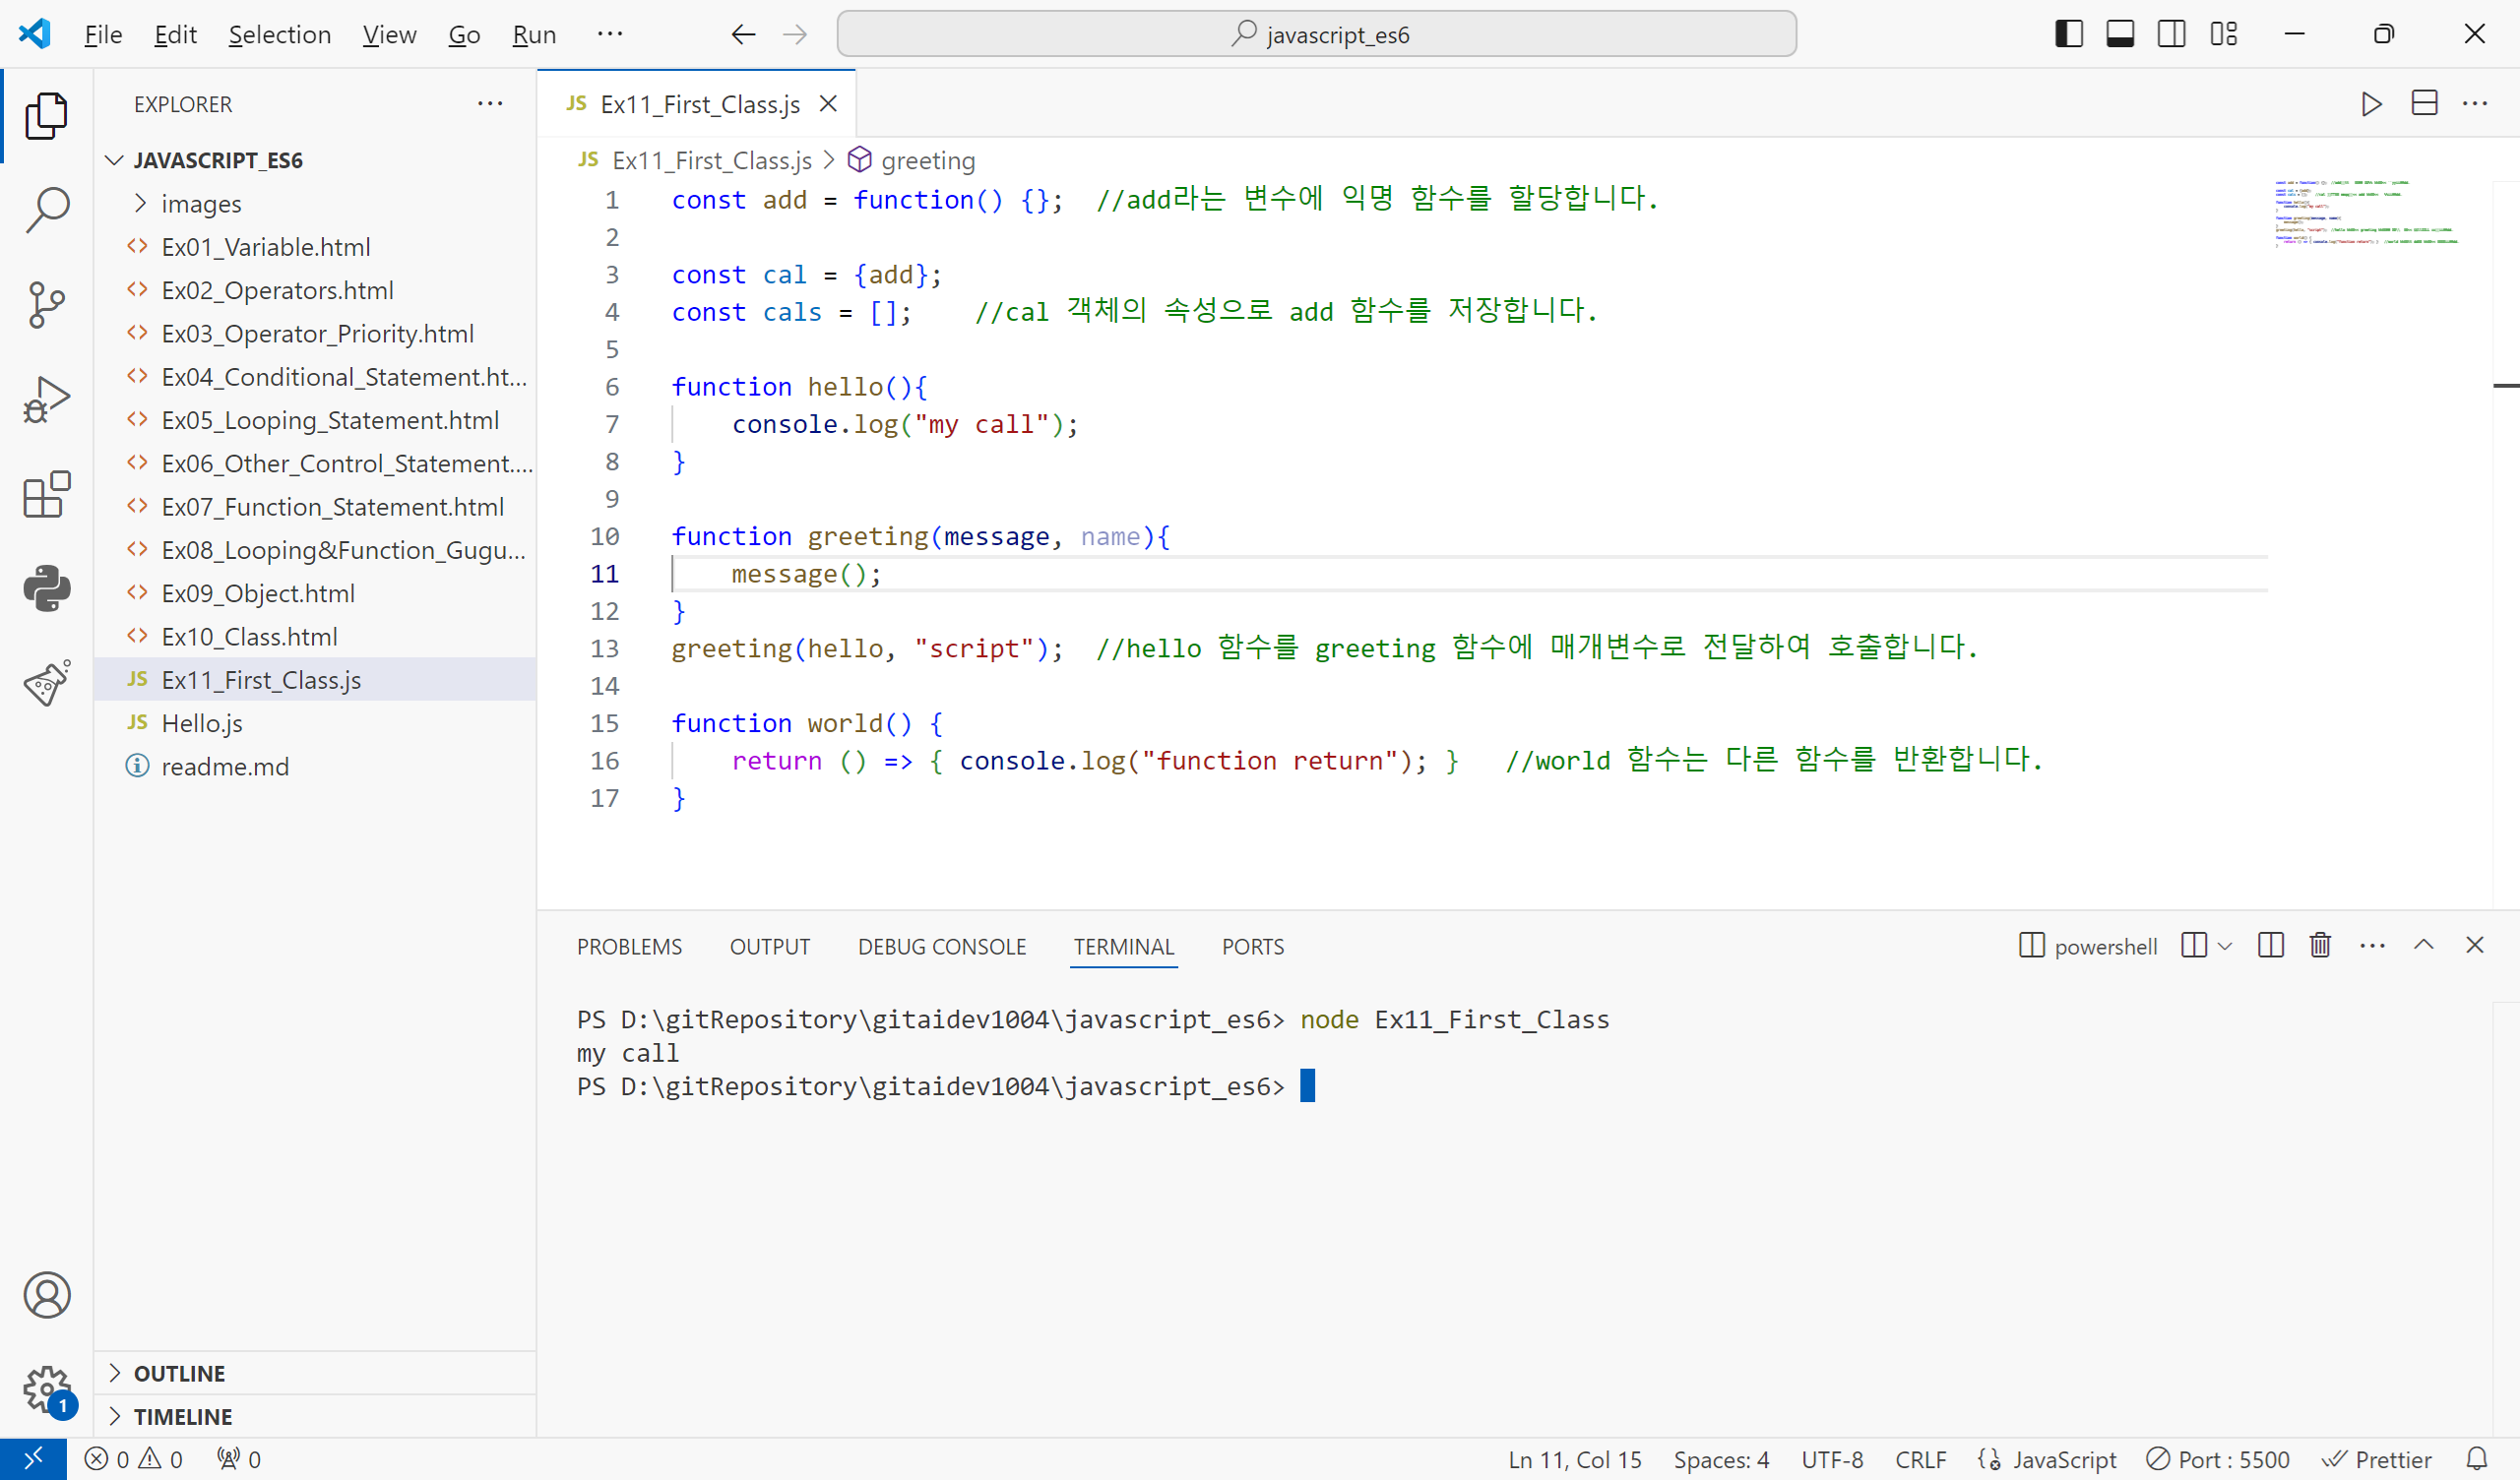 File Edit Selection View Go Run ··· javascript_es6
EXPLORER ···
JAVASCRIPT_ES6
images
Ex01_Variable.html
Ex02_Operators.html
Ex03_Operator_Priority.html
Ex04_Conditional_Statement.ht...
Ex05_Looping_Statement.html
Ex06_Other_Control_Statement....
Ex07_Function_Statement.html
Ex08_Looping&Function_Gugu...
Ex09_Object.html
Ex10_Class.html
JS Ex11_First_Class.js
JS Hello.js
readme.md
OUTLINE
TIMELINE
JS Ex11_First_Class.js
JS Ex11_First_Class.js > greeting
1 const add = function() {}; //add라는 변수에 익명 함수를 할당합니다.
2
3 const cal = {add};
4 const cals = []; //cal 객체의 속성으로 add 함수를 저장합니다.
5
6 function hello(){
7 console.log("my call");
8 }
9
10 function greeting(message, name){
11 message();
12 }
13 greeting(hello, "script"); //hello 함수를 greeting 함수에 매개변수로 전달하여 호출합니다.
14
15 function world() {
16 return () => { console.log("function return"); } //world 함수는 다른 함수를 반환합니다.
17 }
PROBLEMS OUTPUT DEBUG CONSOLE TERMINAL PORTS powershell
PS D:\gitRepository\gitaidev1004\javascript_es6> node Ex11_First_Class
my call
PS D:\gitRepository\gitaidev1004\javascript_es6>
1
0 0 0 Ln 11, Col 15 Spaces: 4 UTF-8 CRLF JavaScript Port : 5500 Prettier